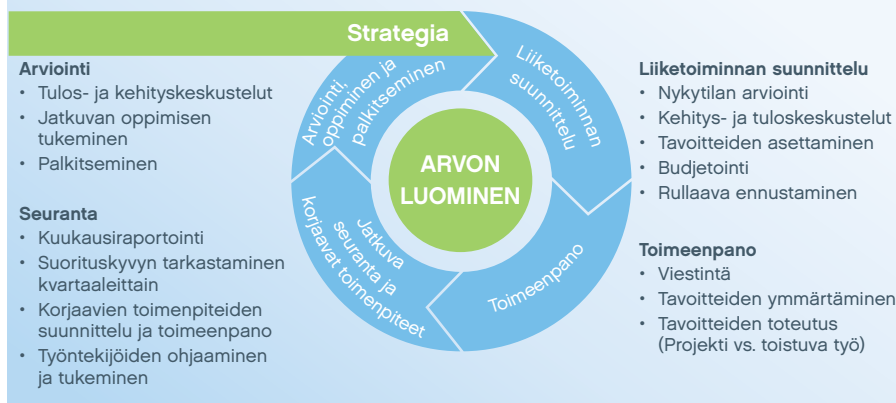 Strategia
Arviointi
• Tulos- ja kehityskeskustelut
• Jatkuvan oppimisen
tukeminen
• Palkitseminen
Seuranta
• Kuukausiraportointi
• Suorituskyvyn tarkastaminen
kvartaaleittain
• Korjaavien toimenpiteiden
suunnittelu ja toimeenpano
• Työntekijöiden ohjaaminen
ja tukeminen
Arviointi,
oppiminen ja
palkitseminen
Liiketoiminnan
suunnittelu
ARVON
LUOMINEN
Jatkuva
seuranta ja
korjaavat toimenpiteet
Toimeenpano
Liiketoiminnan suunnittelu
• Nykytilan arviointi
• Kehitys- ja tuloskeskustelut
• Tavoitteiden asettaminen
• Budjetointi
• Rullaava ennustaminen
Toimeenpano
• Viestintä
• Tavoitteiden ymmärtäminen
• Tavoitteiden toteutus
(Projekti vs. toistuva työ)